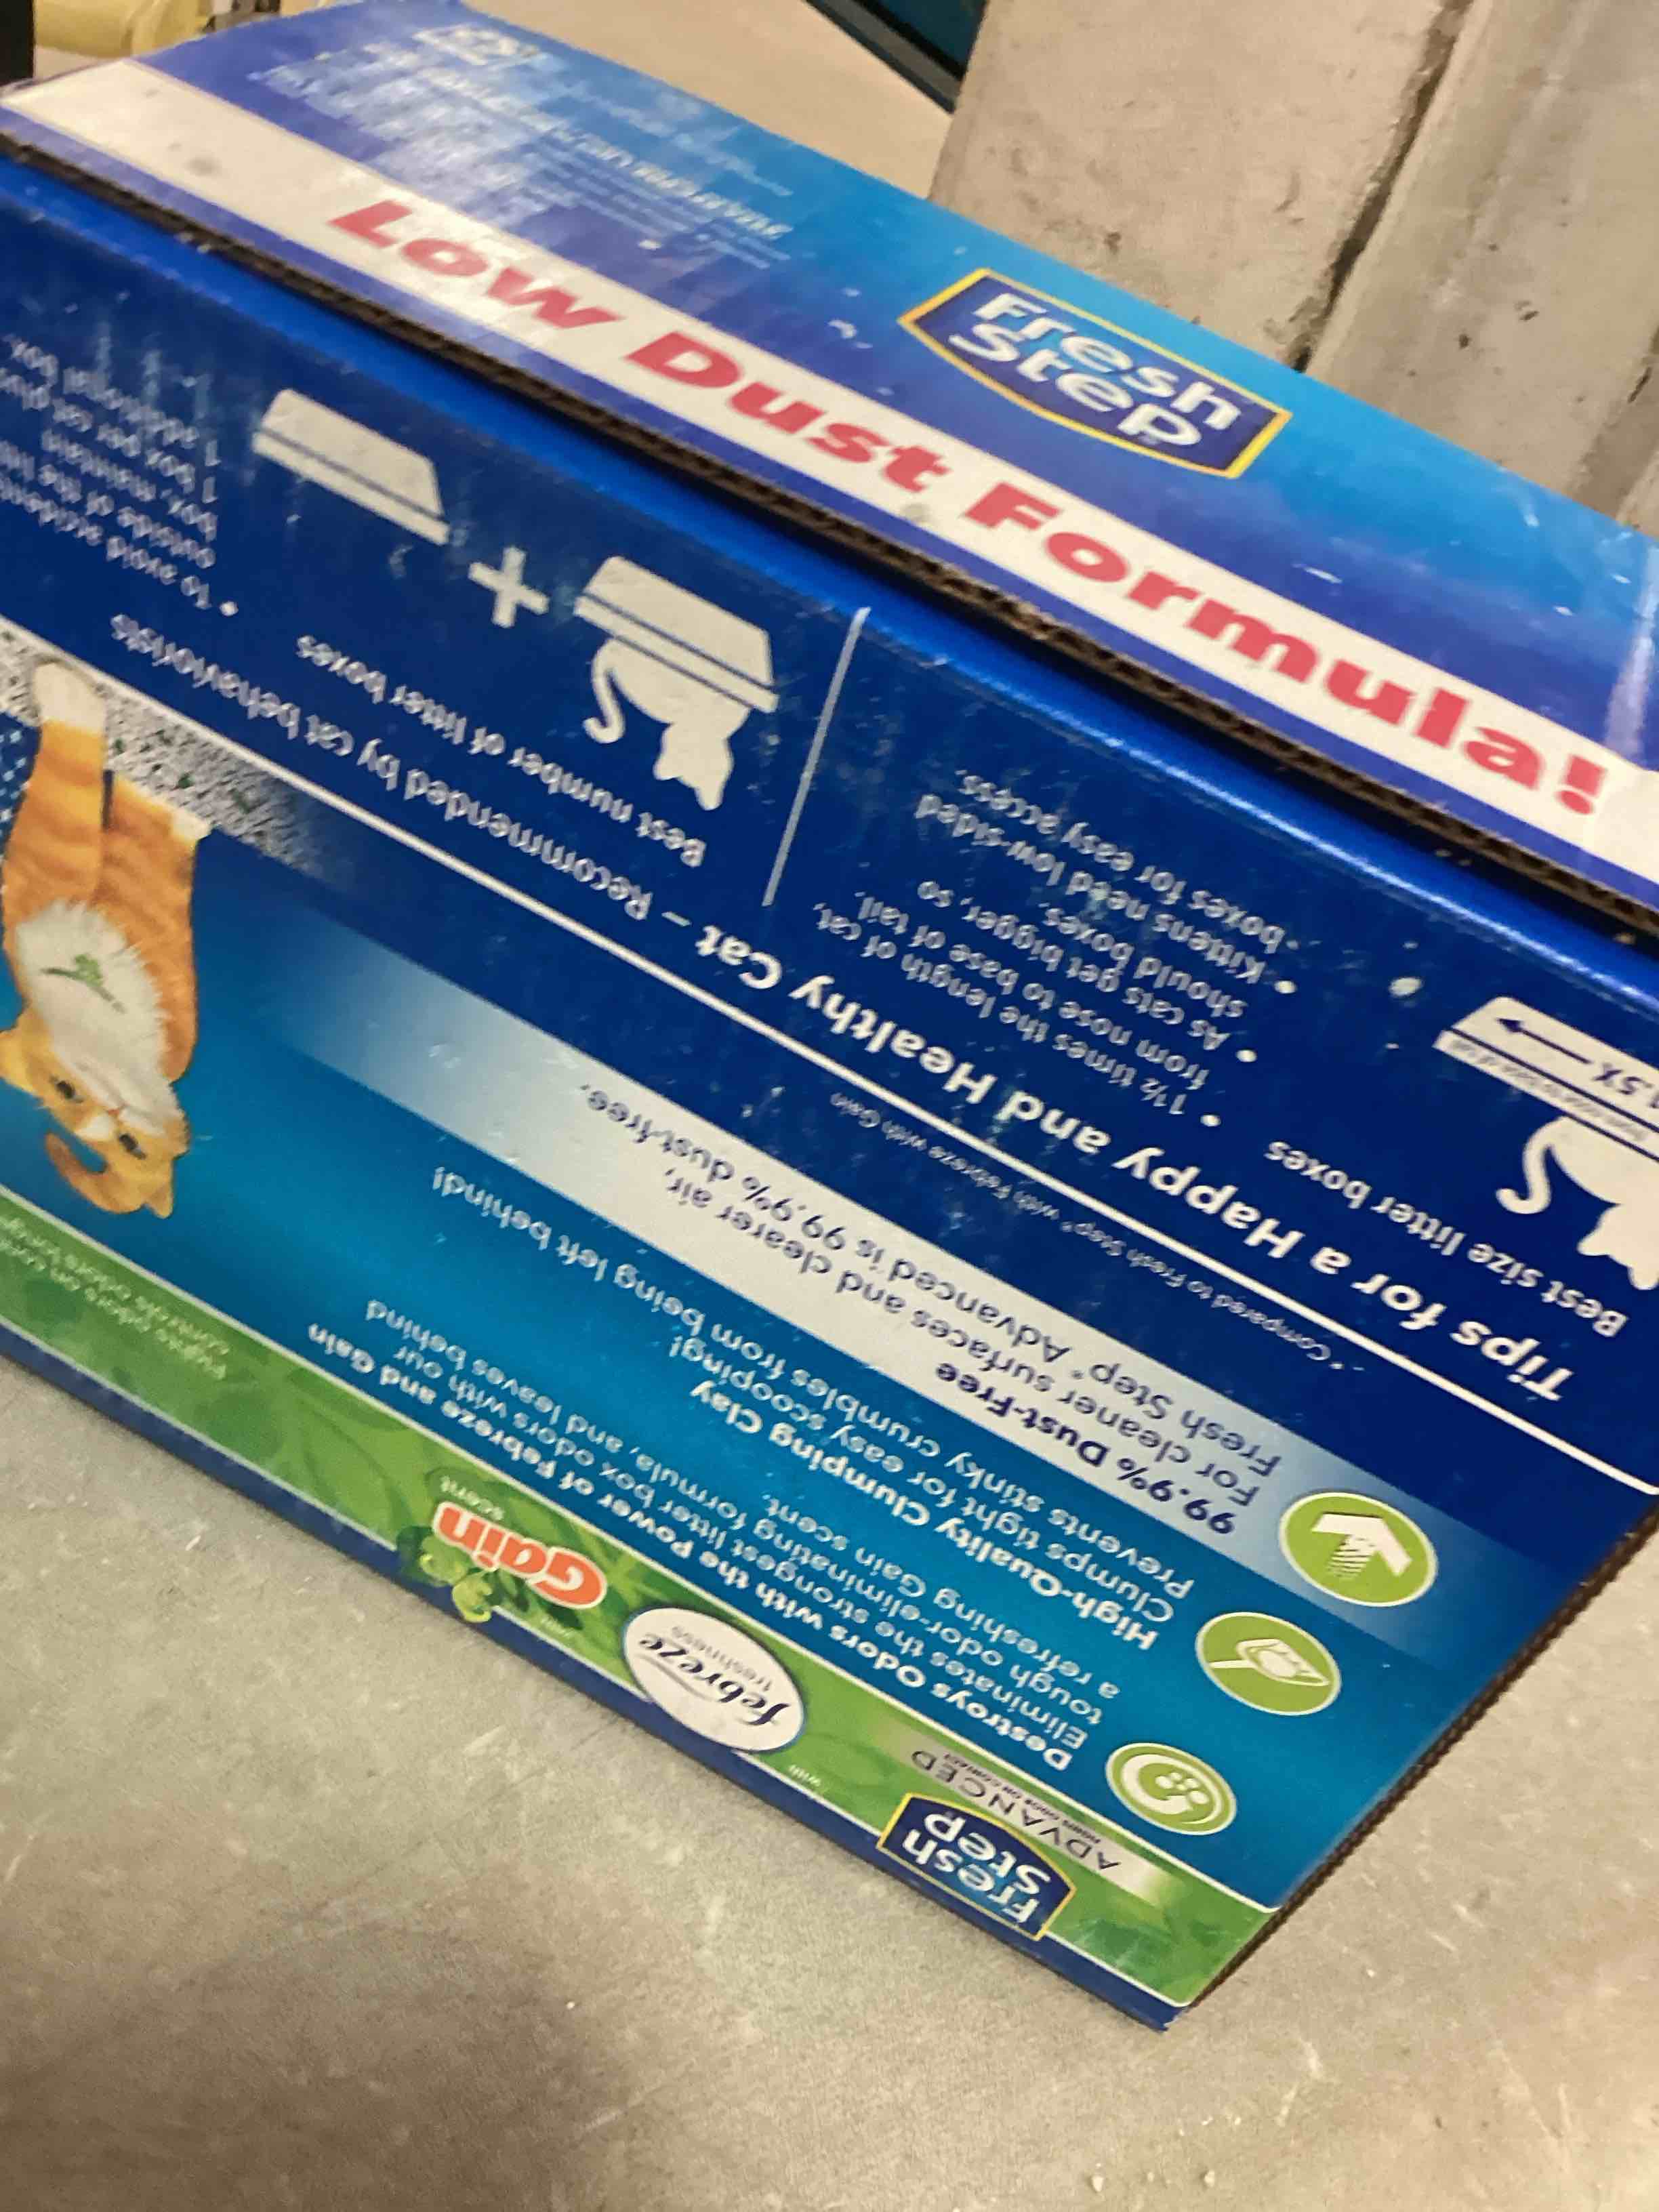 Fresh
Step
Low Dust Formula!
Fresh
Step
ADVANCED
with
febreze
freshness
Gain
scent
Destroys Odors with the Power of Febreze and Gain
Eliminates the strongest litter box odors with our
tough odor-eliminating formula, and leaves behind
a refreshing Gain scent.
High-Quality Clumping Clay
Clumps tight for easy scooping!
Prevents stinky crumbles from being left behind!
99.9% Dust-Free
For cleaner surfaces and clearer air,
Fresh Step® Advanced is 99.9% dust-free.
*Compared to Fresh Step® with Febreze with Gain
Tips for a Happy and Healthy Cat – Recommended by cat behaviorists
Best size litter boxes
1.5X
• 1½ times the length of cat,
from nose to base of tail.
• As cats get bigger, so
should boxes.
• Kittens need low-sided
boxes for easy access.
Best number of litter boxes
+
• To avoid accidents
outside of the
box, maintain
1 box per cat plus
1 additional box.